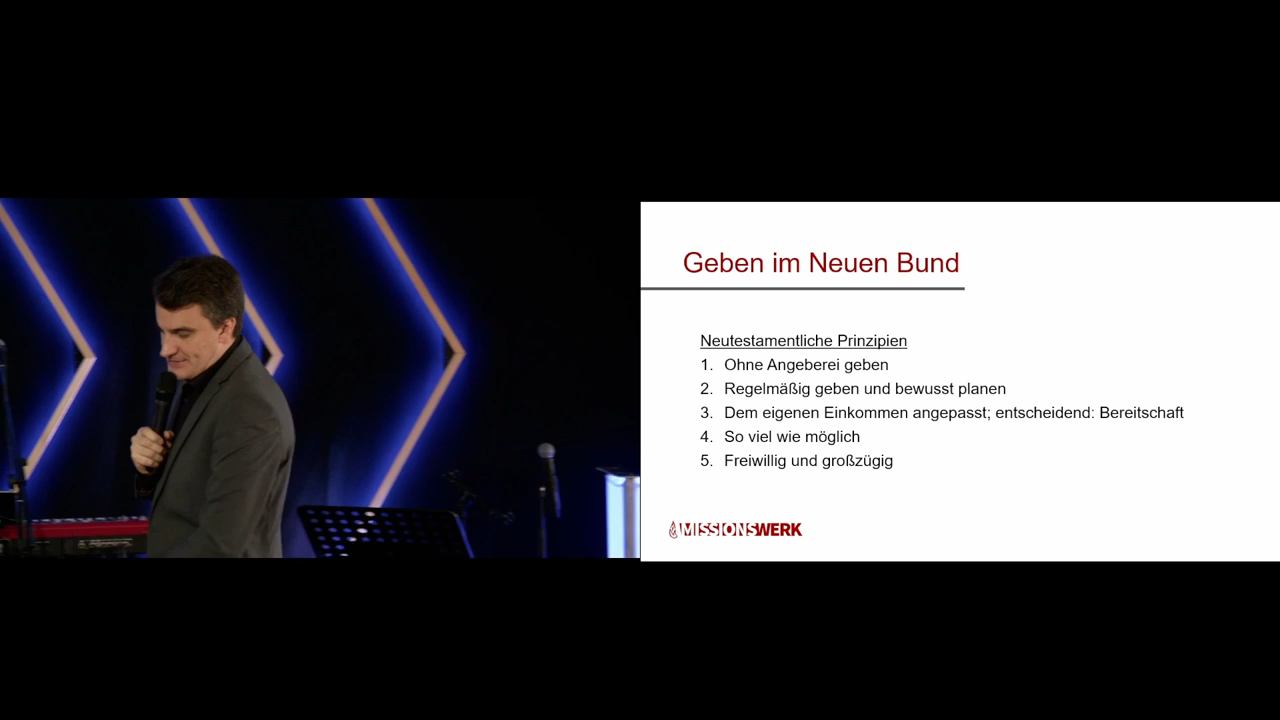 Geben im Neuen Bund
Neutestamentliche Prinzipien
1. Ohne Angeberei geben
2. Regelmäßig geben und bewusst planen
3. Dem eigenen Einkommen angepasst; entscheidend: Bereitschaft
4. So viel wie möglich
5. Freiwillig und großzügig
MISSIONSWERK